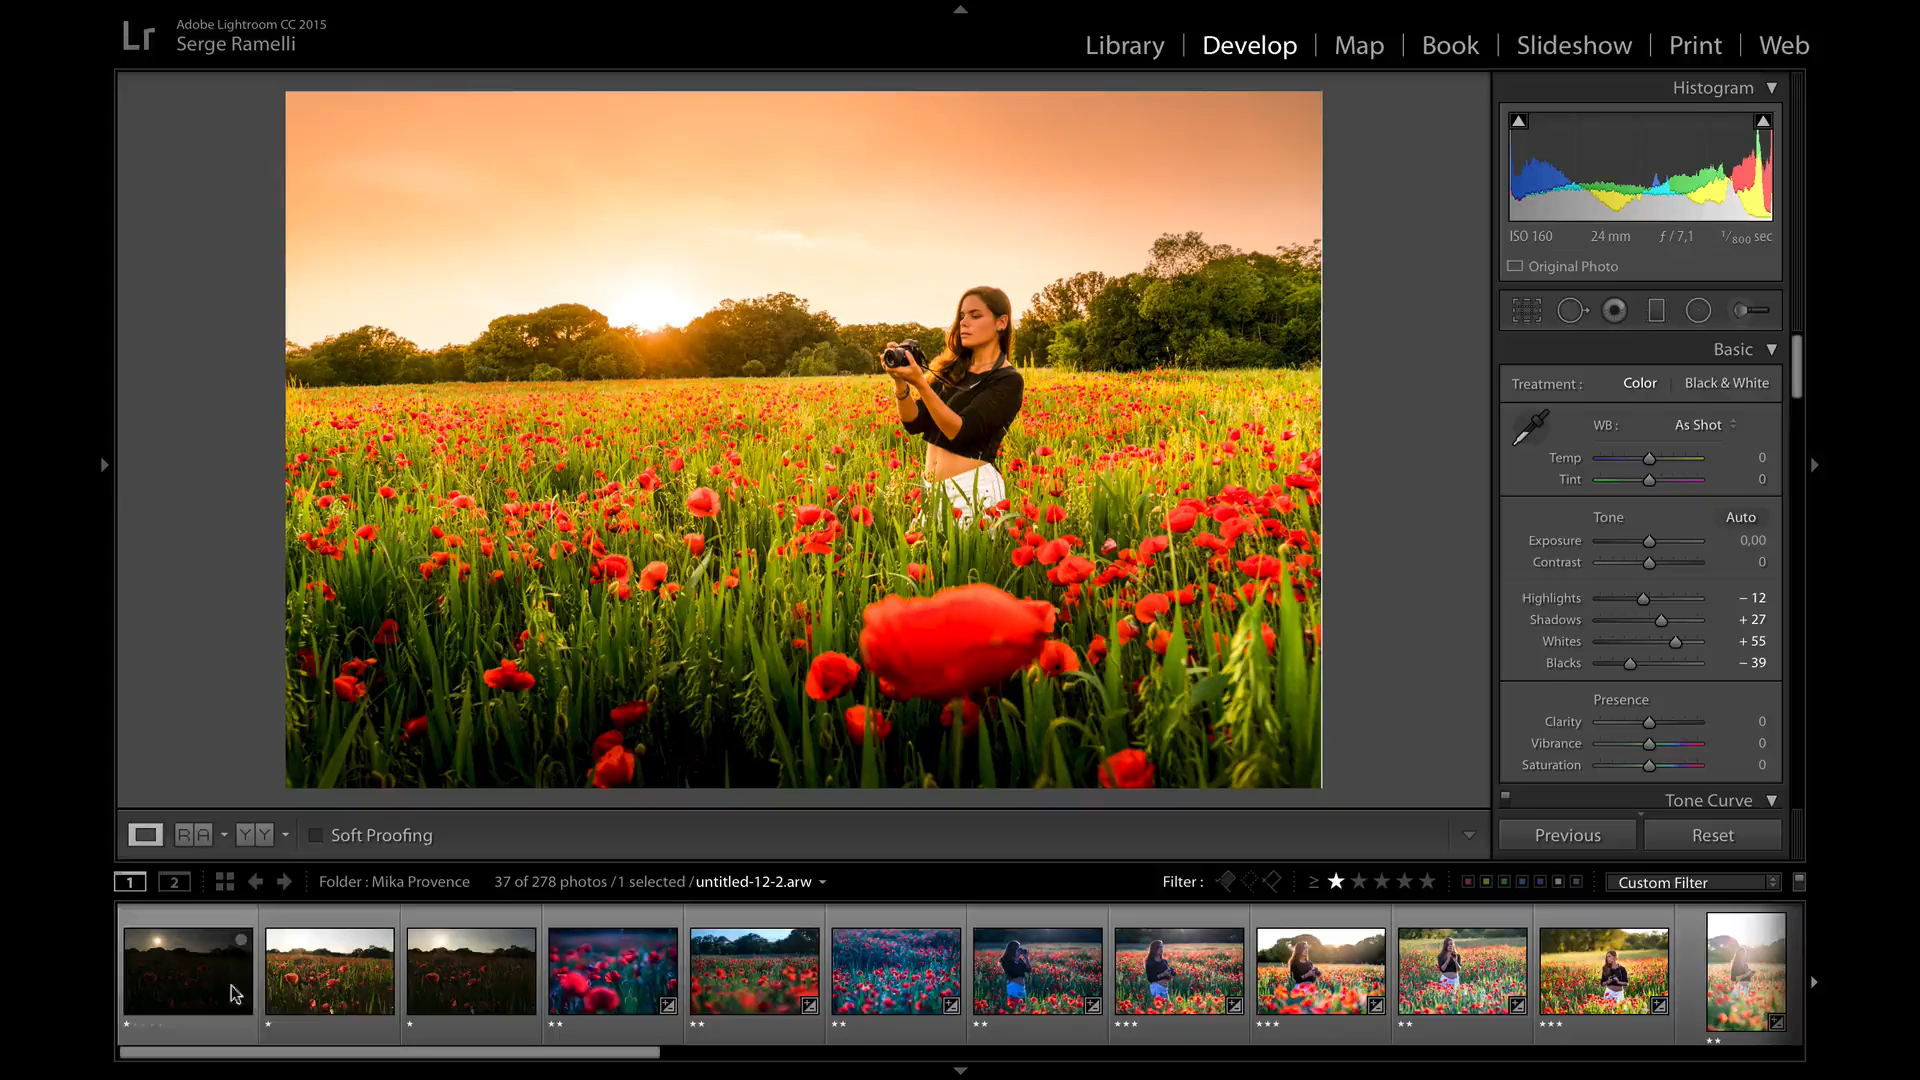 Lr
Adobe Lightroom CC 2015
Serge Ramelli
Library | Develop | Map | Book | Slideshow | Print | Web
Histogram
ISO 160 24 mm ƒ / 7,1 1/800 sec
Original Photo
Basic
Treatment : Color | Black & White
WB : As Shot
Temp 0
Tint 0
Tone Auto
Exposure 0,00
Contrast 0
Highlights – 12
Shadows + 27
Whites + 55
Blacks – 39
Presence
Clarity 0
Vibrance 0
Saturation 0
Tone Curve
R A Y Y Soft Proofing
Previous Reset
1 2 Folder : Mika Provence 37 of 278 photos /1 selected /untitled-12-2.arw Filter : ≥ ★★★★★ Custom Filter